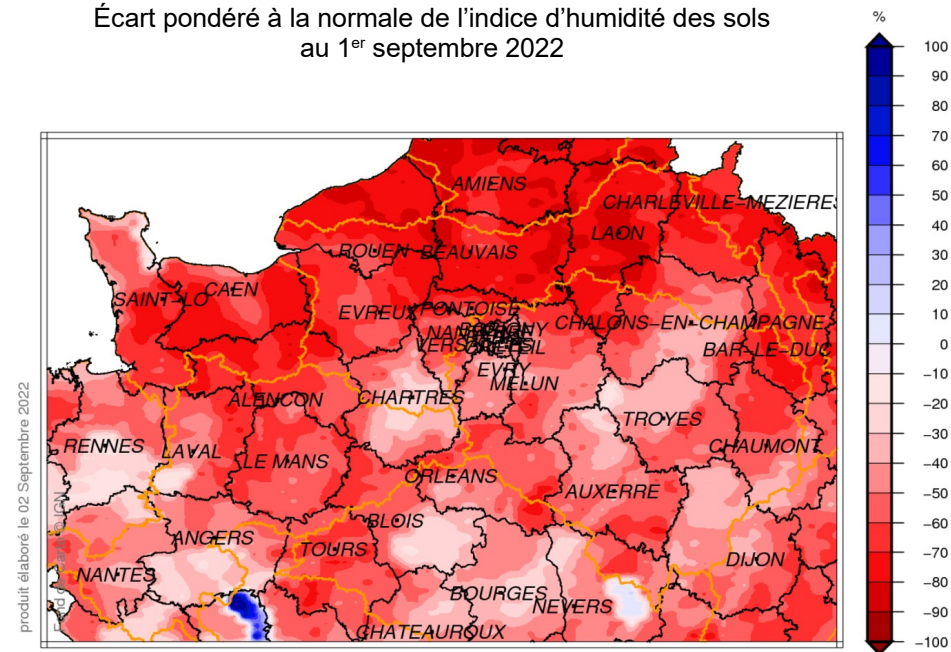 Écart pondéré à la normale de l’indice d’humidité des sols
au 1er septembre 2022
%
100
90
80
70
60
50
40
30
20
10
0
−10
−20
−30
−40
−50
−60
−70
−80
−90
−100
AMIENS
CHARLEVILLE−MEZIERES
LAON
ROUEN BEAUVAIS
CAEN
SAINT−LO
EVREUX PONTOISE
CHALONS−EN−CHAMPAGNE
BAR−LE−DUC
EVRY
MELUN
ALENCON
CHARTRES
TROYES
RENNES
LAVAL
LE MANS
CHAUMONT
ORLEANS
AUXERRE
BLOIS
ANGERS
TOURS
DIJON
NANTES
BOURGES
NEVERS
CHATEAUROUX
produit élaboré le 02 Septembre 2022
IGN